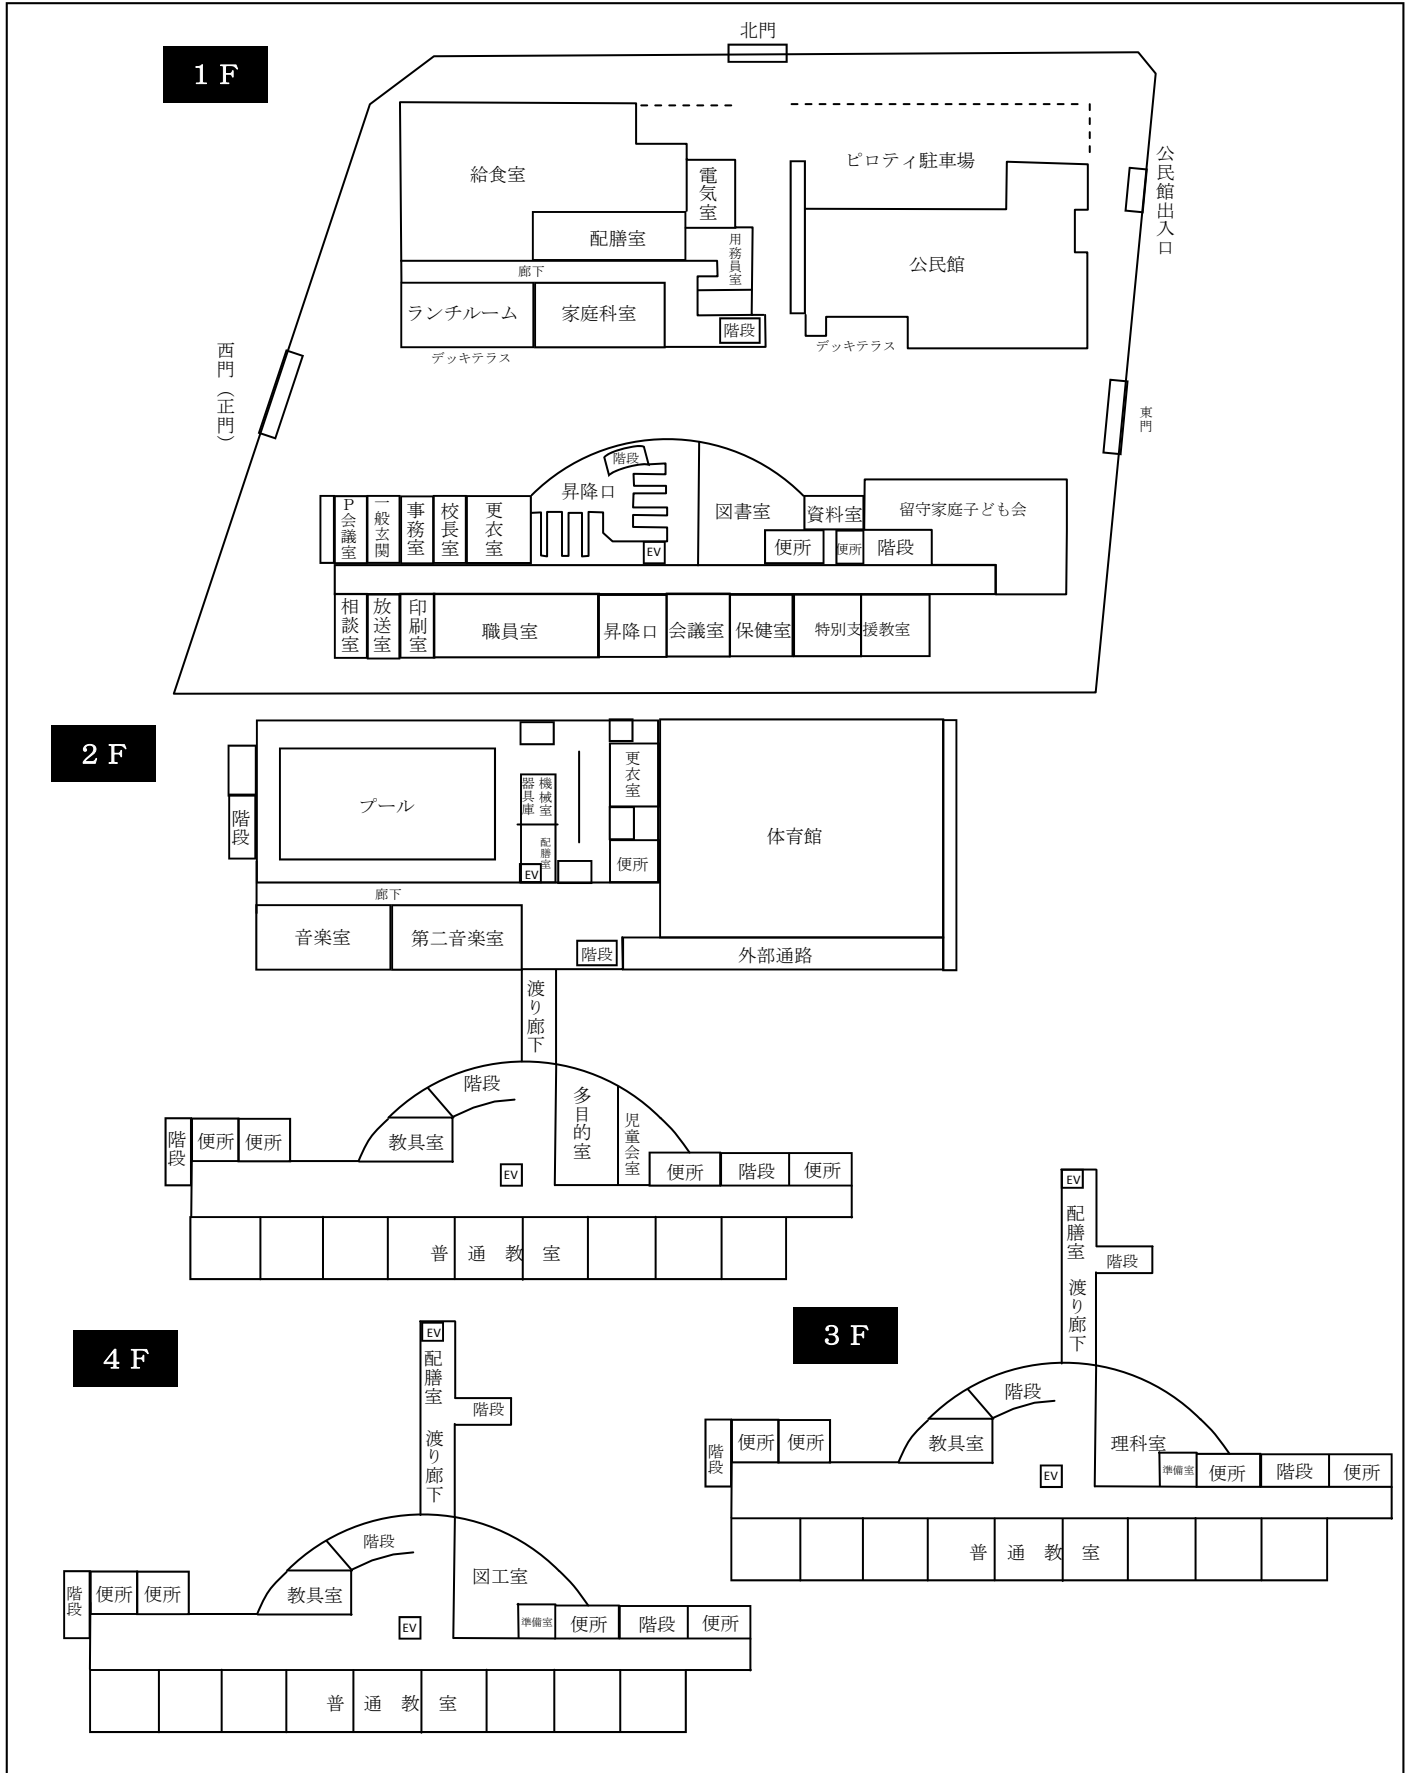 北門
１Ｆ
給食室
電気室
ピロティ駐車場
公民館出入口
配膳室
用務員室
公民館
廊下
ランチルーム
家庭科室
階段
デッキテラス
デッキテラス
西門（正門）
東門
階段
昇降口
図書室
Ｐ会議室
一般玄関
事務室
校長室
更衣室
資料室
留守家庭子ども会
EV
便所
便所
階段
相談室
放送室
印刷室
職員室
昇降口
会議室
保健室
特別支援教室
２Ｆ
プール
階段
器具庫
機械室
配膳室
EV
更衣室
便所
体育館
廊下
音楽室
第二音楽室
階段
外部通路
渡り廊下
階段
多目的室
児童会室
階段
便所
便所
教具室
EV
便所
階段
便所
普通教室
３Ｆ
EV
配膳室
階段
渡り廊下
階段
階段
便所
便所
教具室
理科室
EV
準備室
便所
階段
便所
普通教室
４Ｆ
EV
配膳室
階段
渡り廊下
階段
図工室
階段
便所
便所
教具室
EV
準備室
便所
階段
便所
普通教室